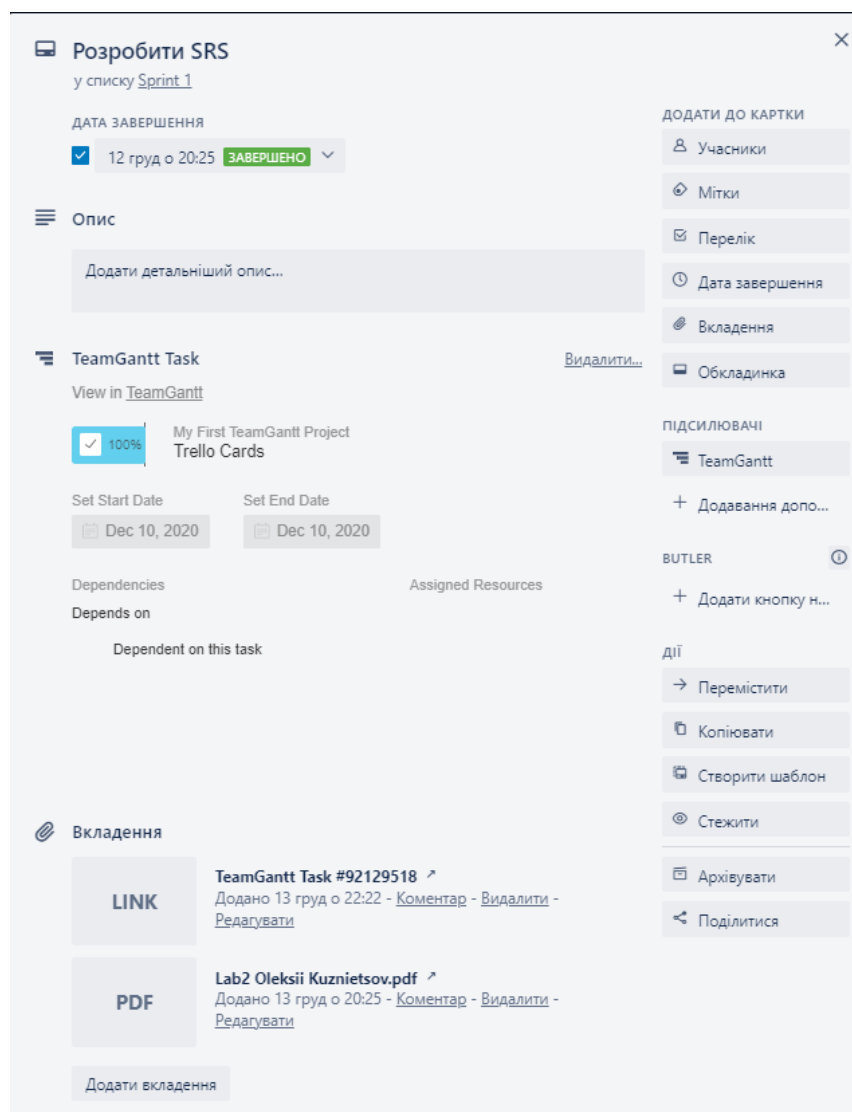 Розробити SRS
у списку Sprint 1
ДАТА ЗАВЕРШЕННЯ
12 груд о 20:25 ЗАВЕРШЕНО
Опис
Додати детальніший опис...
TeamGantt Task
Видалити...
View in TeamGantt
100%
My First TeamGantt Project
Trello Cards
Set Start Date
Set End Date
Dec 10, 2020
Dec 10, 2020
Dependencies
Assigned Resources
Depends on
Dependent on this task
Вкладення
LINK
TeamGantt Task #92129518 ↗
Додано 13 груд о 22:22 - Коментар - Видалити -
Редагувати
PDF
Lab2 Oleksii Kuznietsov.pdf ↗
Додано 13 груд о 20:25 - Коментар - Видалити -
Редагувати
Додати вкладення
ДОДАТИ ДО КАРТКИ
Учасники
Мітки
Перелік
Дата завершення
Вкладення
Обкладинка
ПІДСИЛЮВАЧІ
TeamGantt
+ Додавання допо...
BUTLER
+ Додати кнопку н...
ДІЇ
Перемістити
Копіювати
Створити шаблон
Стежити
Архівувати
Поділитися